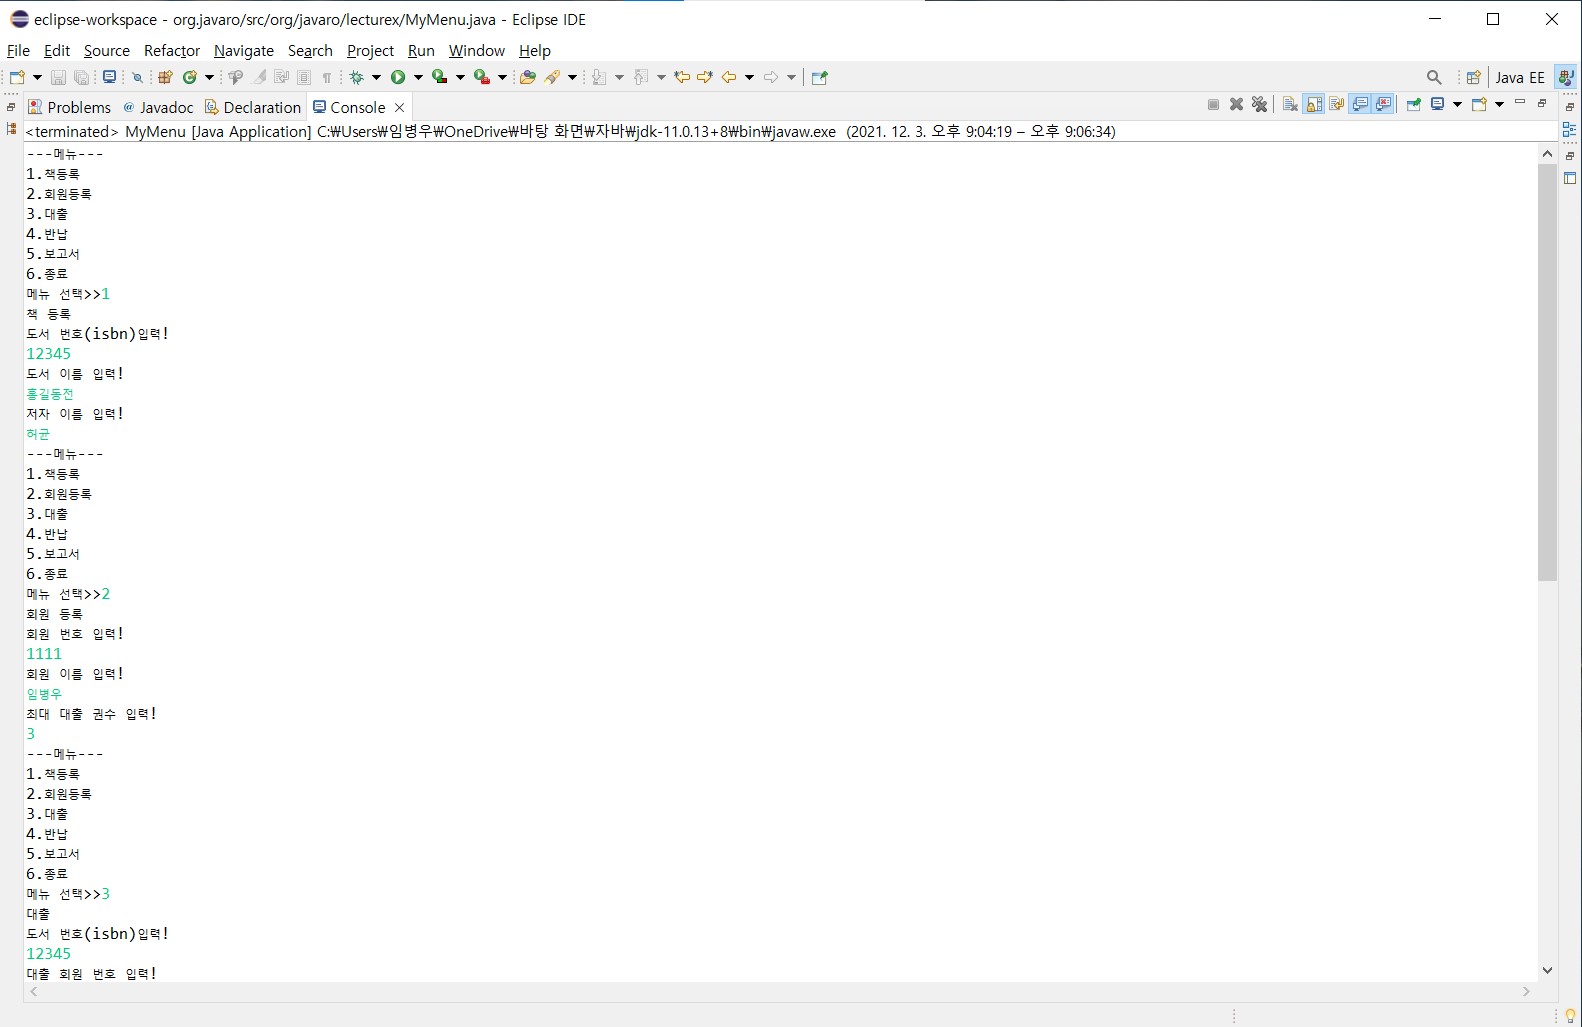 eclipse-workspace - org.javaro/src/org/javaro/lecturex/MyMenu.java - Eclipse IDE
File Edit Source Refactor Navigate Search Project Run Window Help
Java EE
Problems @ Javadoc Declaration Console
<terminated> MyMenu [Java Application] C:₩Users₩임병우₩OneDrive₩바탕 화면₩자바₩jdk-11.0.13+8₩bin₩javaw.exe (2021. 12. 3. 오후 9:04:19 – 오후 9:06:34)
---메뉴---
1.책등록
2.회원등록
3.대출
4.반납
5.보고서
6.종료
메뉴 선택>>1
책 등록
도서 번호(isbn)입력!
12345
도서 이름 입력!
홍길동전
저자 이름 입력!
허균
---메뉴---
1.책등록
2.회원등록
3.대출
4.반납
5.보고서
6.종료
메뉴 선택>>2
회원 등록
회원 번호 입력!
1111
회원 이름 입력!
임병우
최대 대출 권수 입력!
3
---메뉴---
1.책등록
2.회원등록
3.대출
4.반납
5.보고서
6.종료
메뉴 선택>>3
대출
도서 번호(isbn)입력!
12345
대출 회원 번호 입력!